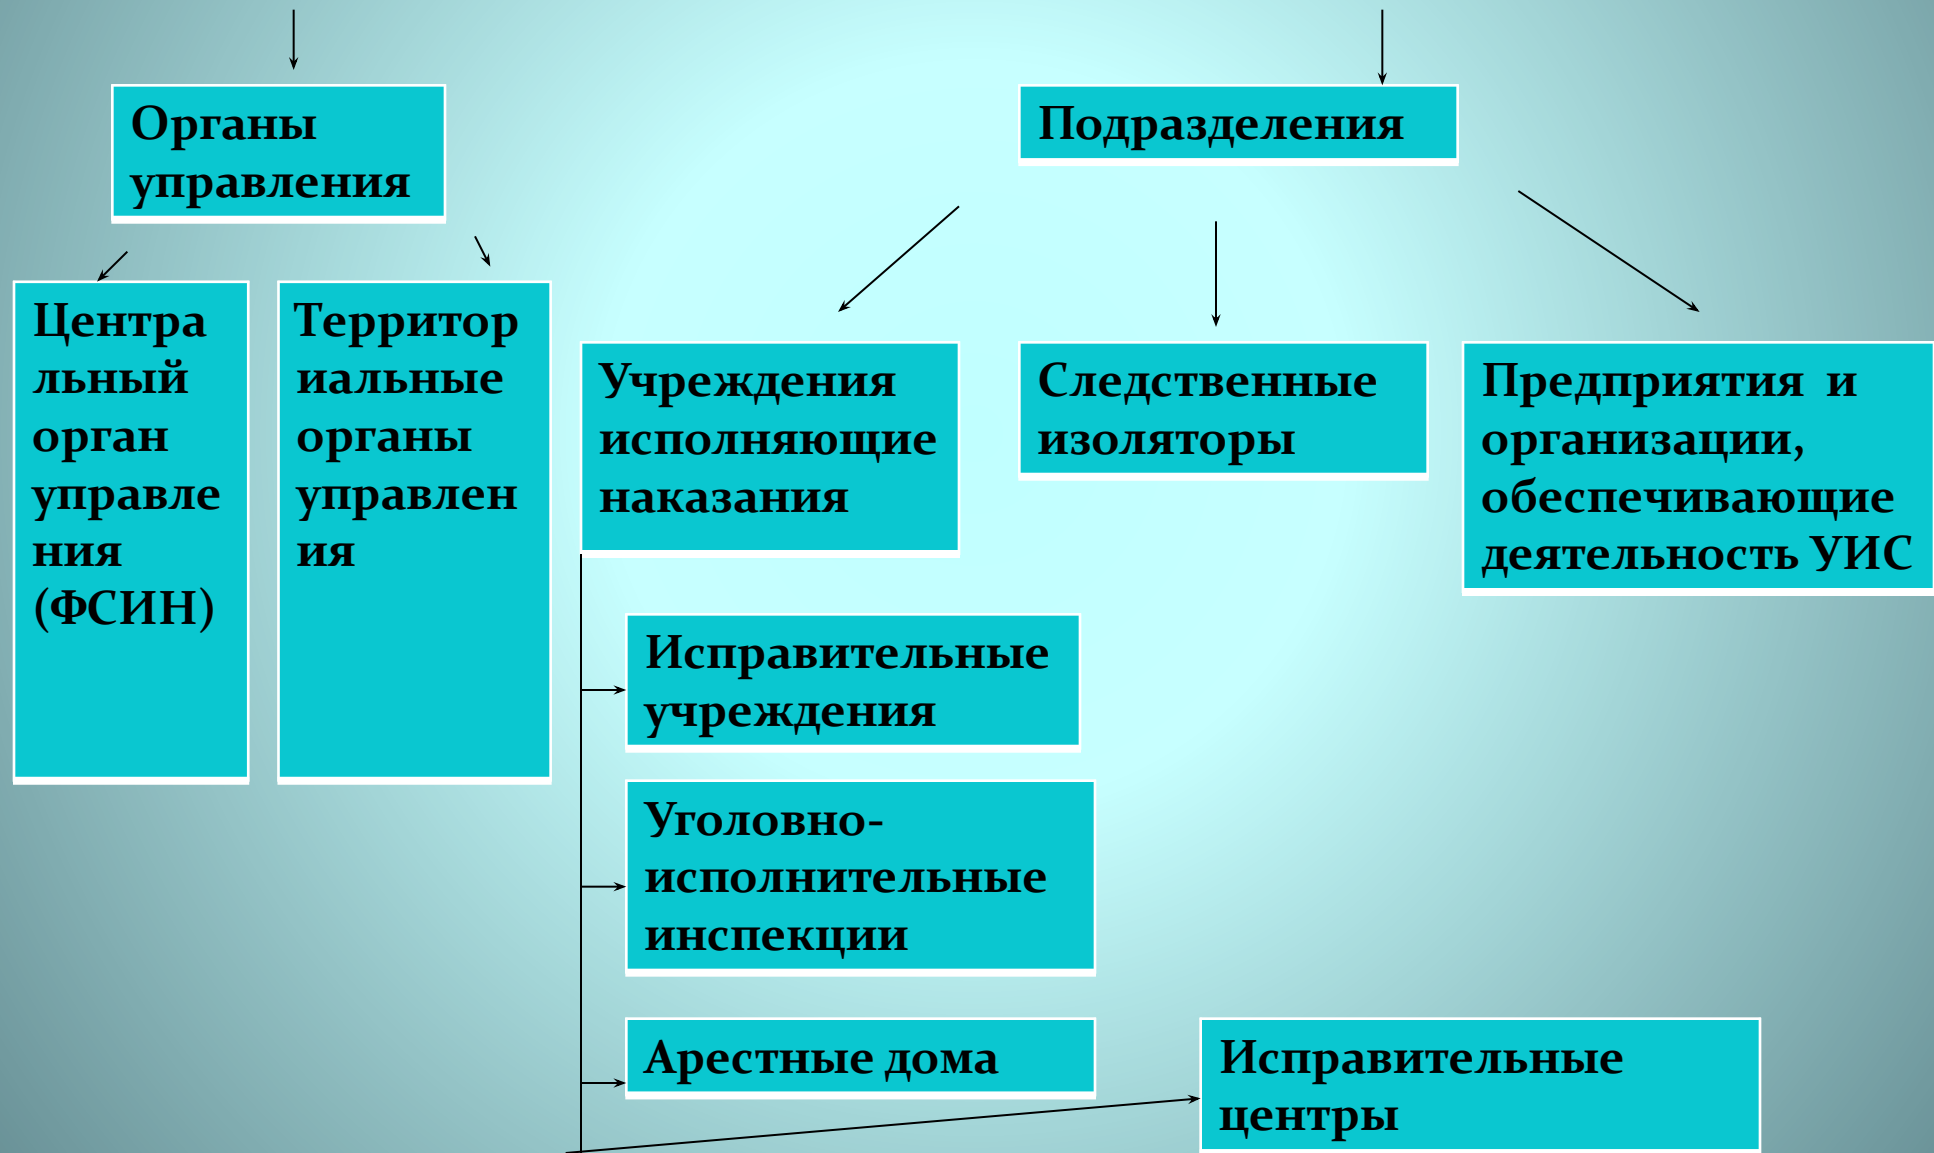 Органы
управления
Подразделения
Центра
льный
орган
управле
ния
(ФСИН)
Территор
иальные
органы
управлен
ия
Учреждения
исполняющие
наказания
Следственные
изоляторы
Предприятия и
организации,
обеспечивающие
деятельность УИС
Исправительные
учреждения
Уголовно-
исполнительные
инспекции
Арестные дома
Исправительные
центры